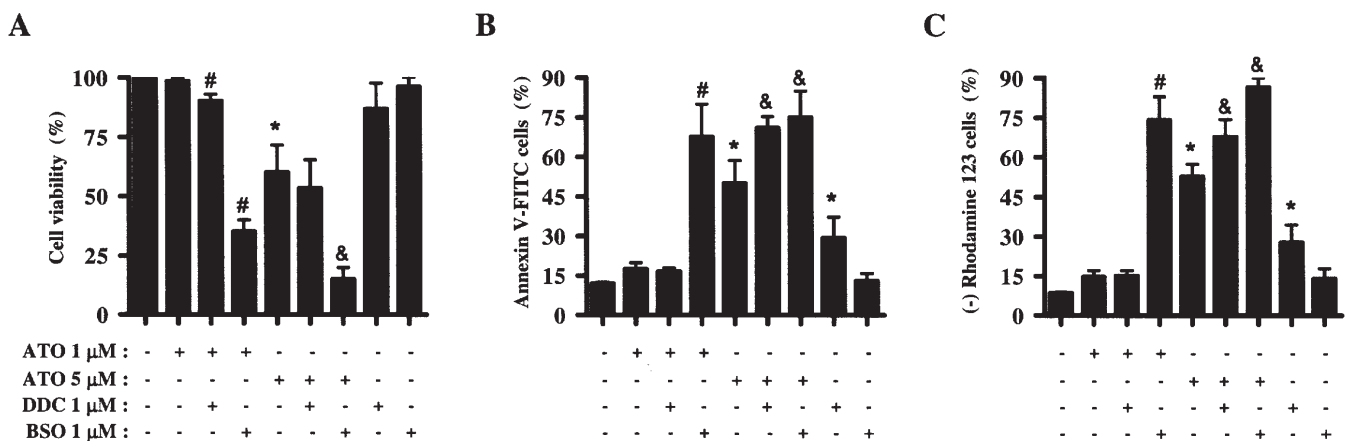 A B C
# # * &
100 75 50 25 0
Cell viability (%)
# * & & *
90 75 60 45 30 15 0
Annexin V-FITC cells (%)
# * & & *
90 75 60 45 30 15 0
(-) Rhodamine 123 cells (%)
ATO 1 µM : - + + + - - - - - - + + + - - - - - - + + + - - - - -
ATO 5 µM : - - - - + + + - - - - - - + + + - - - - - - + + + - -
DDC 1 µM : - - + - - + - + - - - + - - + - + - - - + - - + - + -
BSO 1 µM : - - - + - - + - + - - - + - - + - + - - - + - - + - +